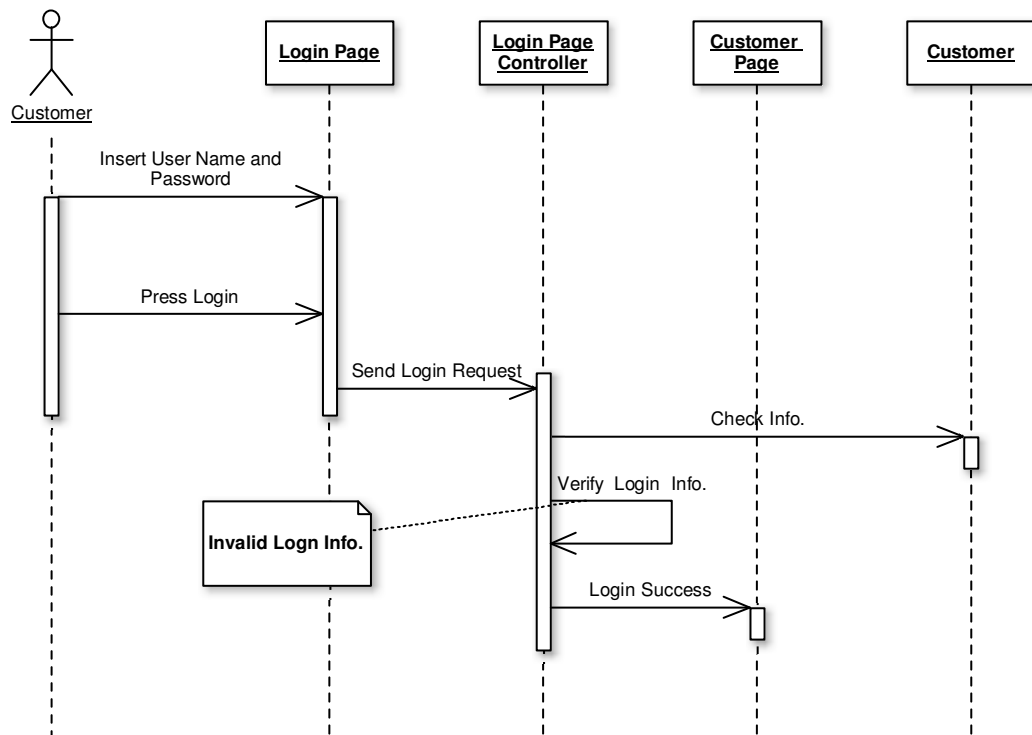 Login Page
Login Page
Controller
Customer
Page
Customer
Customer
Insert User Name and
Password
Press Login
Send Login Request
Check Info.
Verify Login Info.
Invalid Logn Info.
Login Success